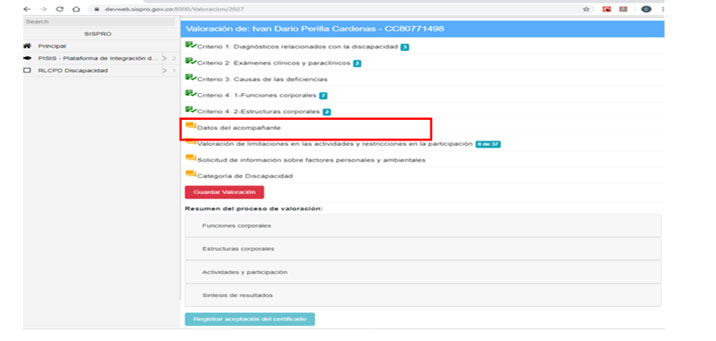 devweb.sispro.gov.co:8000/Valoracion/2027
Search
SISPRO
Principal
PISIS - Plataforma de Integración d... > 2
RLCPD Discapacidad > 1
Valoración de: Ivan Dario Perilla Cardenas - CC80771498
Criterio 1: Diagnósticos relacionados con la discapacidad 3
Criterio 2: Exámenes clínicos y paraclínicos 2
Criterio 3: Causas de las deficiencias
Criterio 4: 1-Funciones corporales 7
Criterio 4: 2-Estructuras corporales 2
Datos del acompañante
Valoración de limitaciones en las actividades y restricciones en la participación 6 de 37
Solicitud de información sobre factores personales y ambientales
Categoría de Discapacidad
Guardar Valoración
Resumen del proceso de valoración:
Funciones corporales
Estructuras corporales
Actividades y participación
Síntesis de resultados
Registrar aceptación del certificado